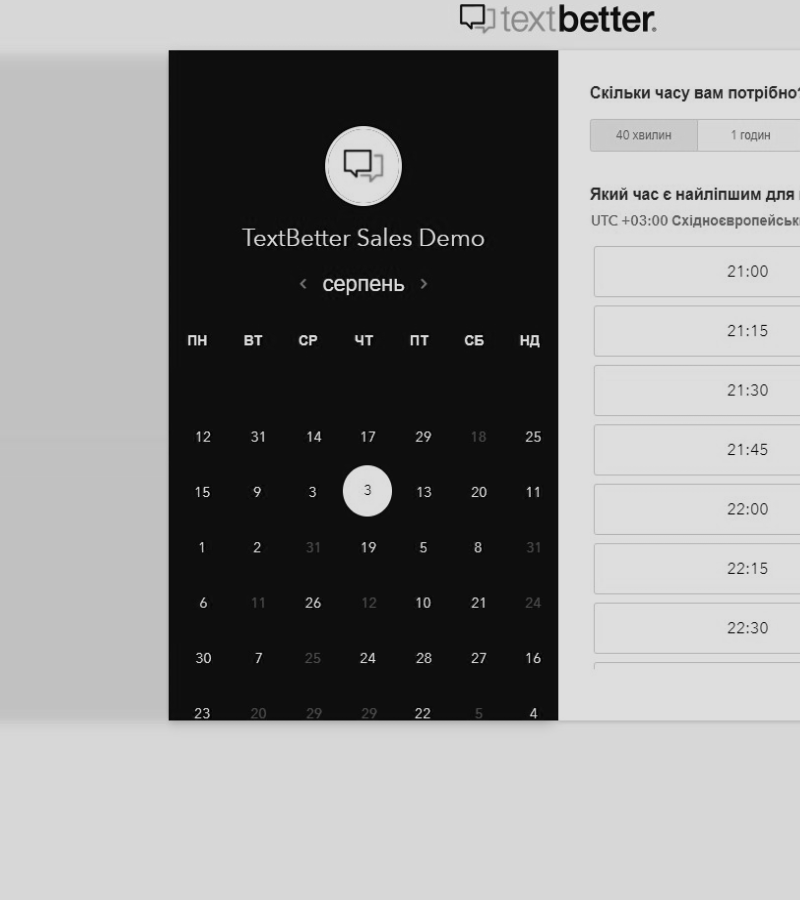 textbetter.
TextBetter Sales Demo
‹ серпень ›
ПН ВТ СР ЧТ ПТ СБ НД
12 31 14 17 29 18 25
15 9 3 3 13 20 11
1 2 31 19 5 8 31
6 11 26 12 10 21 24
30 7 25 24 28 27 16
23 20 29 29 22 5 4
Скільки часу вам потрібно?
40 хвилин 1 годин
Який час є найліпшим для
UTC +03:00 Східноєвропейськ
21:00
21:15
21:30
21:45
22:00
22:15
22:30